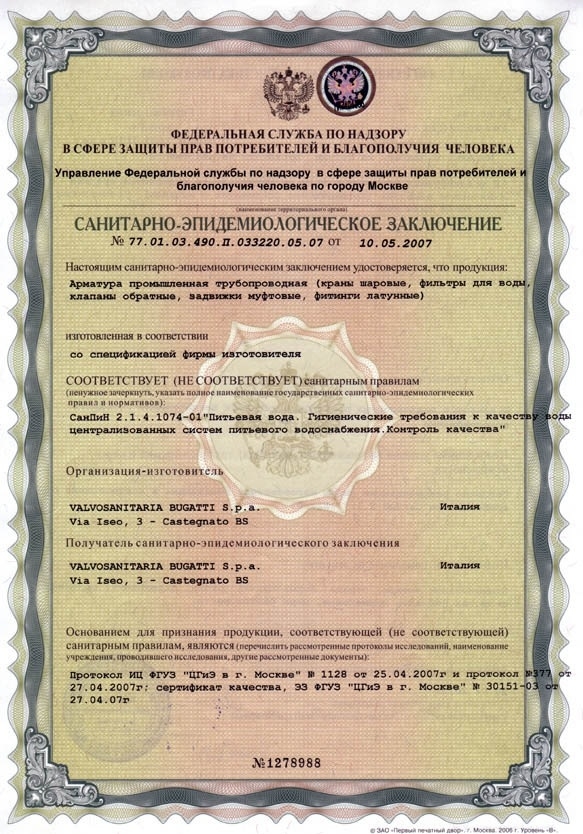 ФЕДЕРАЛЬНАЯ СЛУЖБА ПО НАДЗОРУ
В СФЕРЕ ЗАЩИТЫ ПРАВ ПОТРЕБИТЕЛЕЙ И БЛАГОПОЛУЧИЯ ЧЕЛОВЕКА
Управление Федеральной службы по надзору в сфере защиты прав потребителей и
благополучия человека по городу Москве
(наименование территориального органа)
САНИТАРНО-ЭПИДЕМИОЛОГИЧЕСКОЕ ЗАКЛЮЧЕНИЕ
№ 77.01.03.490.П.033220.05.07 от 10.05.2007
Настоящим санитарно-эпидемиологическим заключением удостоверяется, что продукция:
Арматура промышленная трубопроводная (краны шаровые, фильтры для воды,
клапаны обратные, задвижки муфтовые, фитинги латунные)
изготовленная в соответствии
со спецификацией фирмы изготовителя
СООТВЕТСТВУЕТ (НЕ СООТВЕТСТВУЕТ) санитарным правилам
(ненужное зачеркнуть, указать полное наименование государственных санитарно-эпидемиологических
правил и нормативов):
СанПиН 2.1.4.1074-01"Питьевая вода. Гигиенические требования к качеству воды
централизованных систем питьевого водоснабжения.Контроль качества"
Организация-изготовитель
VALVOSANITARIA BUGATTI S.p.a. Италия
Via Iseo, 3 - Castegnato BS
Получатель санитарно-эпидемиологического заключения
VALVOSANITARIA BUGATTI S.p.a. Италия
Via Iseo, 3 - Castegnato BS
Основанием для признания продукции, соответствующей (не соответствующей)
санитарным правилам, являются (перечислить рассмотренные протоколы исследований, наименование
учреждения, проводившего исследования, другие рассмотренные документы):
Протокол ИЦ ФГУЗ "ЦГиЭ в г. Москве" № 1128 от 25.04.2007г и протокол №377 от
27.04.2007г; сертификат качества, ЭЗ ФГУЗ "ЦГиЭ в г. Москве" № 30151-03 от
27.04.07г
№1278988
© ЗАО «Первый печатный двор», г. Москва. 2006 г. Уровень «В».